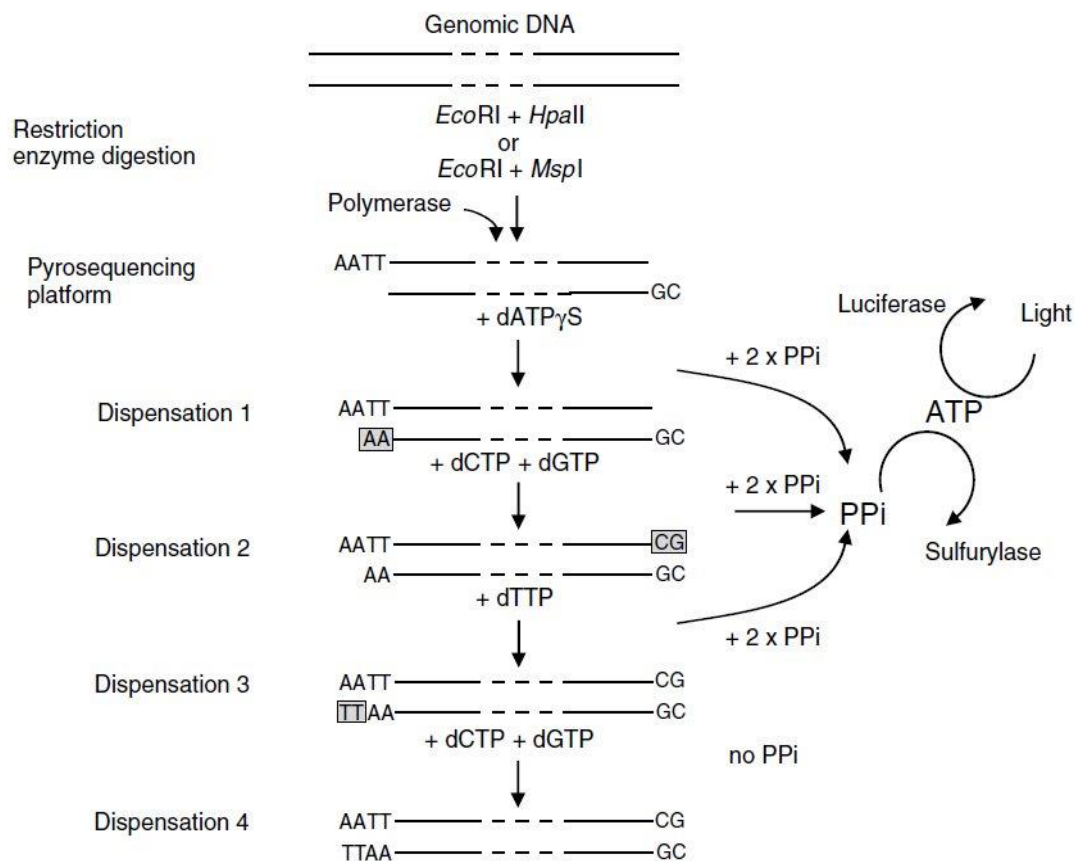 Genomic DNA
Restriction
enzyme digestion
EcoRI + HpaII
or
EcoRI + MspI
Polymerase
Pyrosequencing
platform
AATT
GC
+ dATPγS
Luciferase
Light
+ 2 x PPi
ATP
Dispensation 1
AATT
AA
GC
+ dCTP + dGTP
+ 2 x PPi
PPi
Sulfurylase
Dispensation 2
AATT
CG
AA
GC
+ dTTP
+ 2 x PPi
Dispensation 3
AATT
CG
TTAA
GC
+ dCTP + dGTP
no PPi
Dispensation 4
AATT
CG
TTAA
GC